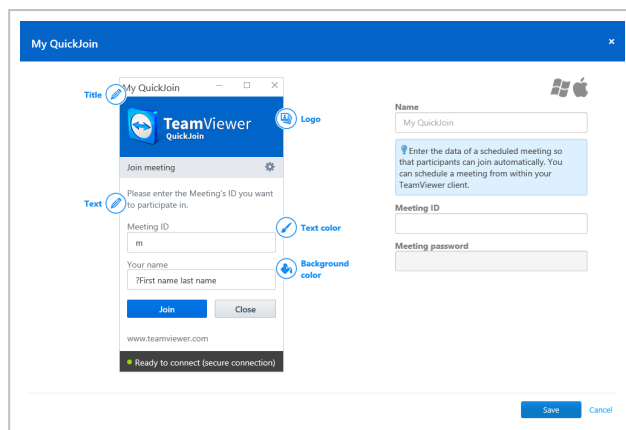 My QuickJoin
×
Title
My QuickJoin
TeamViewer
QuickJoin
Logo
Join meeting
Text
Please enter the Meeting's ID you want
to participate in.
Meeting ID
Text color
m
Your name
Background
color
?First name last name
Join
Close
www.teamviewer.com
Ready to connect (secure connection)
Name
My QuickJoin
Enter the data of a scheduled meeting so
that participants can join automatically. You
can schedule a meeting from within your
TeamViewer client.
Meeting ID
Meeting password
Save
Cancel